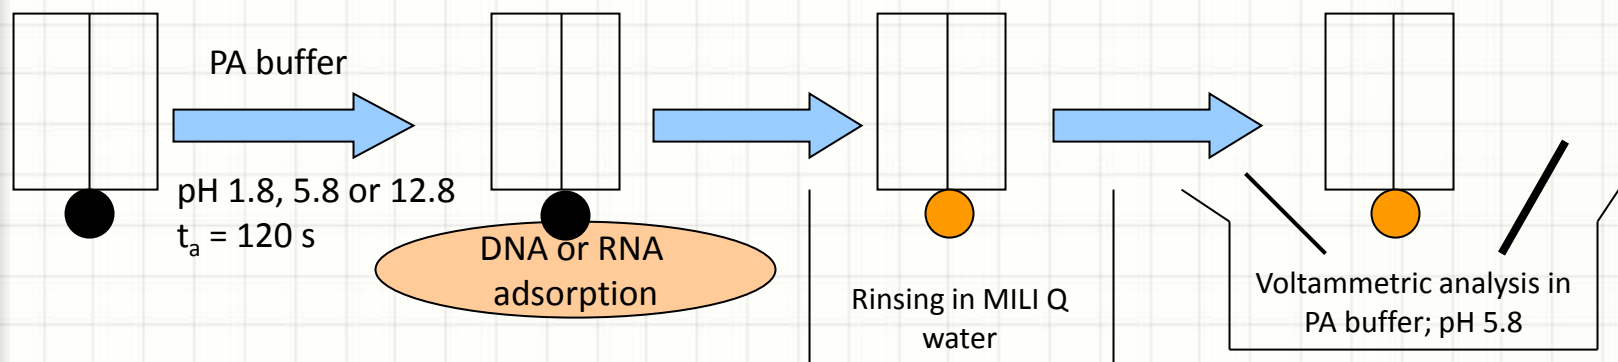 PA buffer
pH 1.8, 5.8 or 12.8
tₐ = 120 s
DNA or RNA
adsorption
Rinsing in MILI Q
water
Voltammetric analysis in
PA buffer; pH 5.8